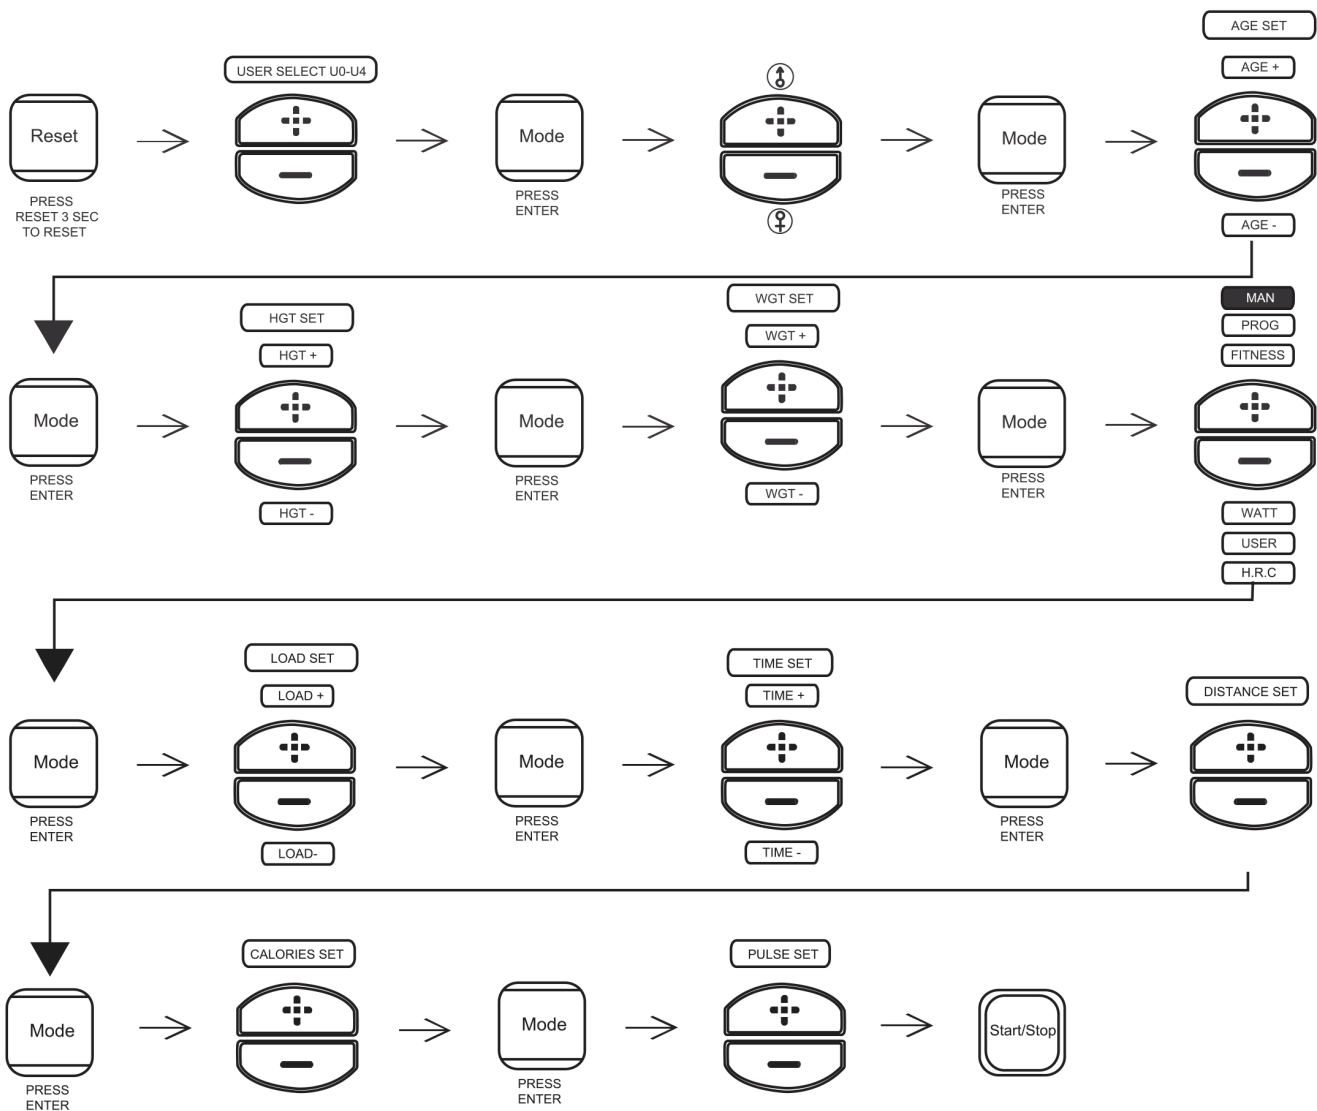 AGE SET
USER SELECT U0-U4
AGE +
Reset
Mode
Mode
PRESS
RESET 3 SEC
TO RESET
PRESS
ENTER
PRESS
ENTER
AGE -
HGT SET
HGT +
WGT SET
WGT +
MAN
PROG
FITNESS
Mode
Mode
Mode
PRESS
ENTER
HGT -
PRESS
ENTER
WGT -
PRESS
ENTER
WATT
USER
H.R.C
LOAD SET
LOAD +
TIME SET
TIME +
DISTANCE SET
Mode
Mode
Mode
PRESS
ENTER
LOAD-
PRESS
ENTER
TIME -
PRESS
ENTER
CALORIES SET
PULSE SET
Mode
Mode
Start/Stop
PRESS
ENTER
PRESS
ENTER